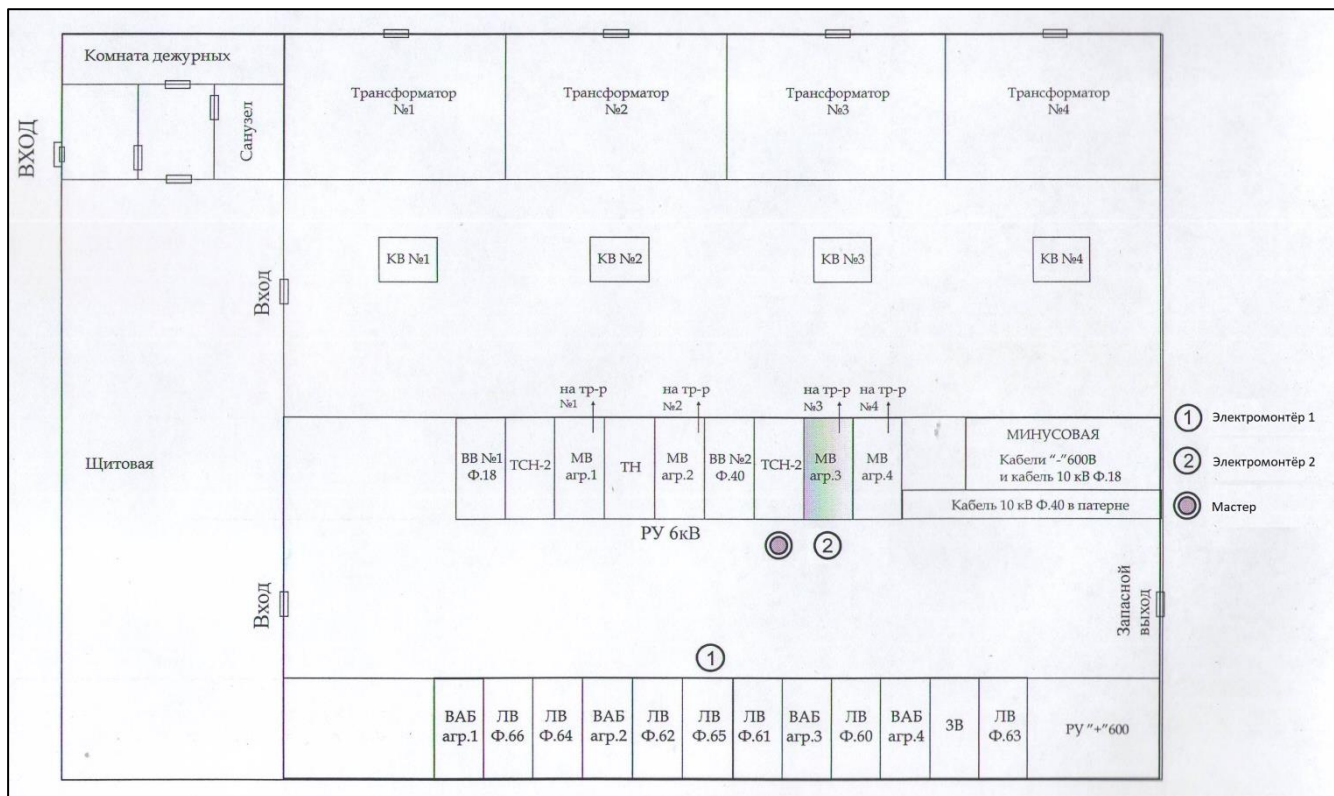 Комната дежурных
ВХОД
Санузел
Трансформатор
№1
Трансформатор
№2
Трансформатор
№3
Трансформатор
№4
Вход
КВ №1
КВ №2
КВ №3
КВ №4
на тр-р
№1
на тр-р
№2
на тр-р
№3
на тр-р
№4
Щитовая
ВВ №1
Ф.18
ТСН-2
МВ
агр.1
ТН
МВ
агр.2
ВВ №2
Ф.40
ТСН-2
МВ
агр.3
МВ
агр.4
МИНУСОВАЯ
Кабели "-"600В
и кабель 10 кВ Ф.18
Кабель 10 кВ Ф.40 в патерне
1 Электромонтёр 1
2 Электромонтёр 2
Мастер
РУ 6кВ
2
Вход
Запасной
выход
1
ВАБ
агр.1
ЛВ
Ф.66
ЛВ
Ф.64
ВАБ
агр.2
ЛВ
Ф.62
ЛВ
Ф.65
ЛВ
Ф.61
ВАБ
агр.3
ЛВ
Ф.60
ВАБ
агр.4
ЗВ
ЛВ
Ф.63
РУ "+"600